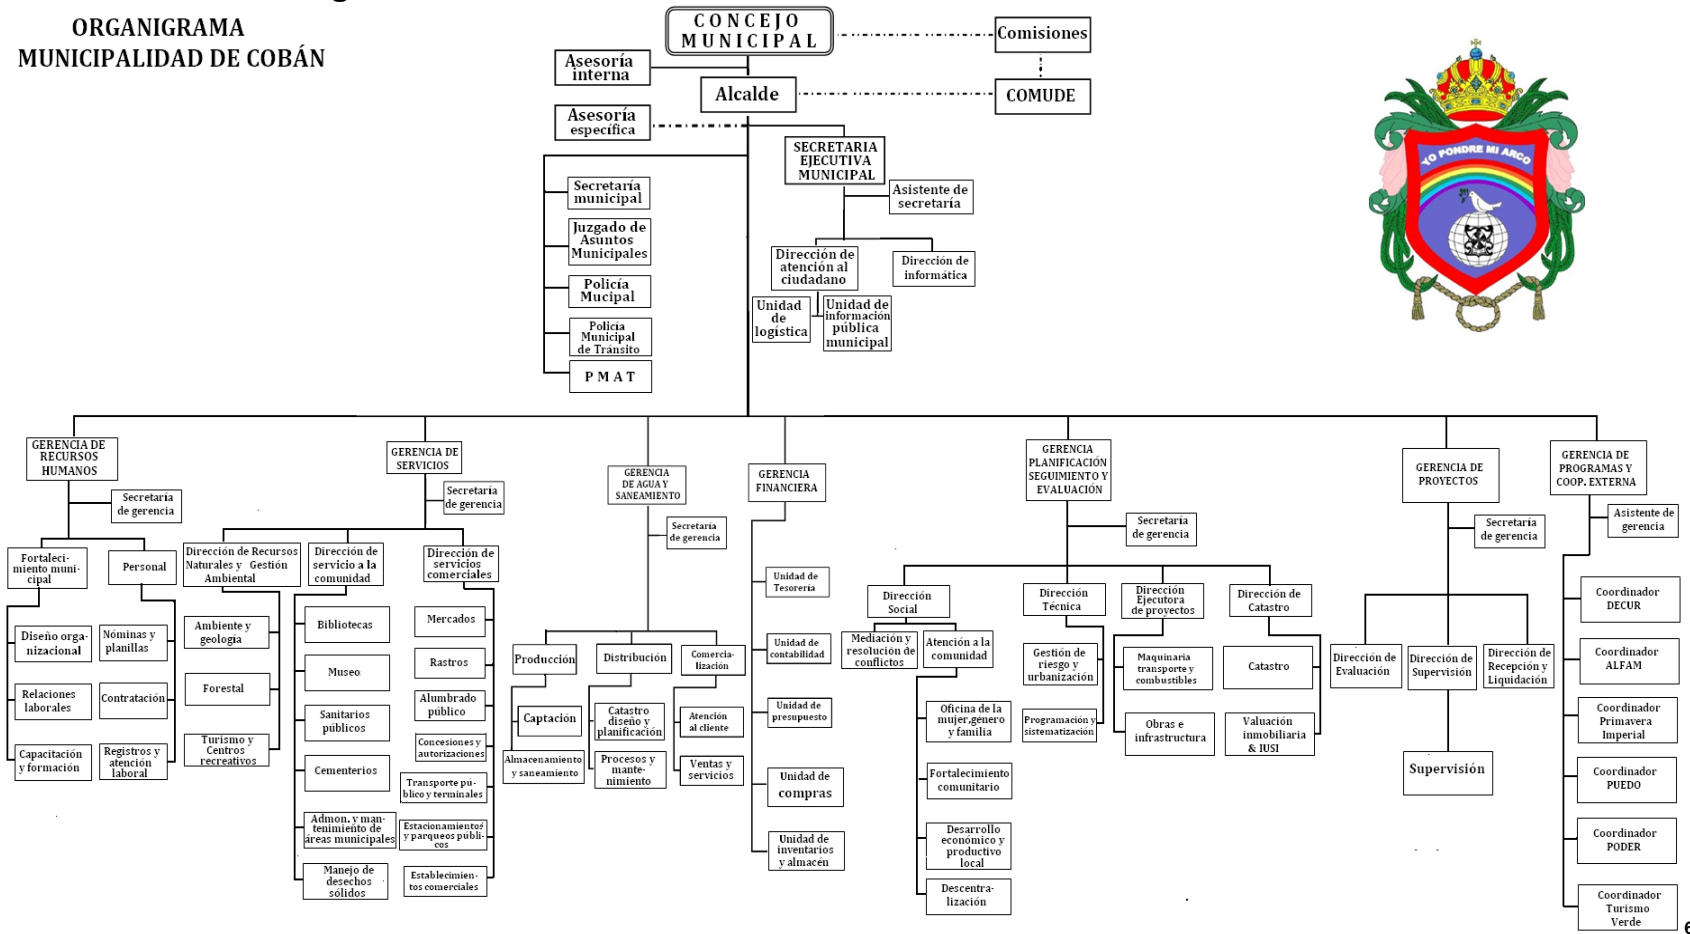 ORGANIGRAMA
MUNICIPALIDAD DE COBÁN
CONCEJO
MUNICIPAL
Comisiones
Asesoría
interna
Alcalde
COMUDE
Asesoría
específica
SECRETARIA
EJECUTIVA
MUNICIPAL
Asistente de
secretaría
Secretaría
municipal
Juzgado de
Asuntos
Municipales
Policía
Mucipal
Policía
Municipal
de Tránsito
P M A T
Dirección de
atención al
ciudadano
Dirección de
informática
Unidad
de
logística
Unidad de
información
pública
municipal
YO PONDRE MI ARCO
GERENCIA DE
RECURSOS
HUMANOS
Secretaría
de gerencia
Fortaleci-
miento muni-
cipal
Personal
Diseño orga-
nizacional
Relaciones
laborales
Capacitación
y formación
Nóminas y
planillas
Contratación
Registros y
atención
laboral
GERENCIA DE
SERVICIOS
Secretaría
de gerencia
Dirección de Recursos
Naturales y Gestión
Ambiental
Dirección de
servicio a la
comunidad
Dirección de
servicios
comerciales
Ambiente y
geología
Forestal
Turismo y
Centros
recreativos
Bibliotecas
Museo
Sanitarios
públicos
Cementerios
Admon. y man-
tenimiento de
áreas municipales
Manejo de
desechos
sólidos
Mercados
Rastros
Alumbrado
público
Concesiones y
autorizaciones
Transporte pú-
blico y terminales
Estacionamientos
y parqueos públi-
cos
Establecimien-
tos comerciales
GERENCIA
DE AGUA Y
SANEAMIENTO
Secretaría
de gerencia
Producción
Distribución
Comercia-
lización
Captación
Almacenamiento
y saneamiento
Catastro
diseño y
planificación
Procesos y mante-
nimiento
Atención
al cliente
Ventas y
servicios
GERENCIA
FINANCIERA
Unidad de
Tesorería
Unidad de
contabilidad
Unidad de
presupuesto
Unidad de
compras
Unidad de
inventarios
y almacén
GERENCIA
PLANIFICACIÓN
SEGUIMIENTO Y
EVALUACIÓN
Secretaría
de gerencia
Dirección
Social
Dirección
Técnica
Dirección
Ejecutora
de proyectos
Dirección de
Catastro
Mediación y
resolución de
conflictos
Atención a la
comunidad
Oficina de la
mujer,género
y familia
Fortalecimiento
comunitario
Desarrollo
económico y
productivo
local
Descentra-
lización
Gestión de
riesgo y
urbanización
Programación y
sistematización
Maquinaria
transporte y
combustibles
Obras e
infrastructura
Catastro
Valuación
inmobiliaria
& IUSI
GERENCIA DE
PROYECTOS
Secretaría
de gerencia
Dirección de
Evaluación
Dirección de
Supervisión
Dirección de
Recepción y
Liquidación
Supervisión
GERENCIA DE
PROGRAMAS Y
COOP. EXTERNA
Asistente de
gerencia
Coordinador
DECUR
Coordinador
ALFAM
Coordinador
Primavera
Imperial
Coordinador
PUEDO
Coordinador
PODER
Coordinador
Turismo
Verde